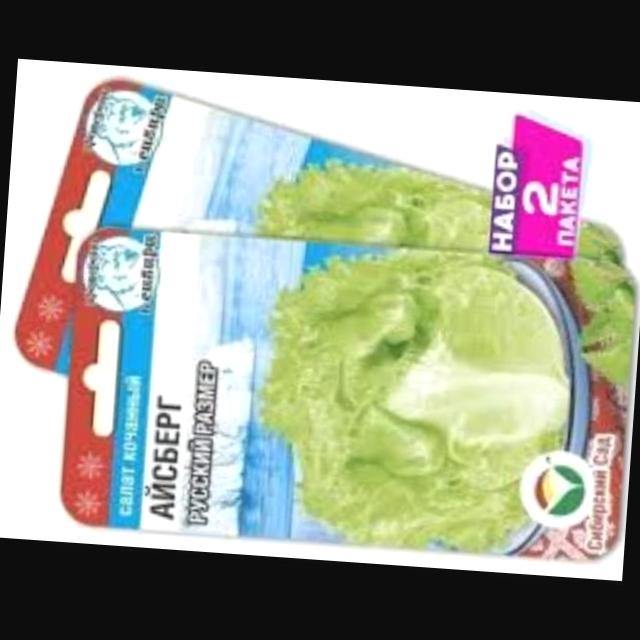 НАБОР
2
ПАКЕТА
салат кочанный
АЙСБЕРГ
РУССКИЙ РАЗМЕР
Сибирский Сад